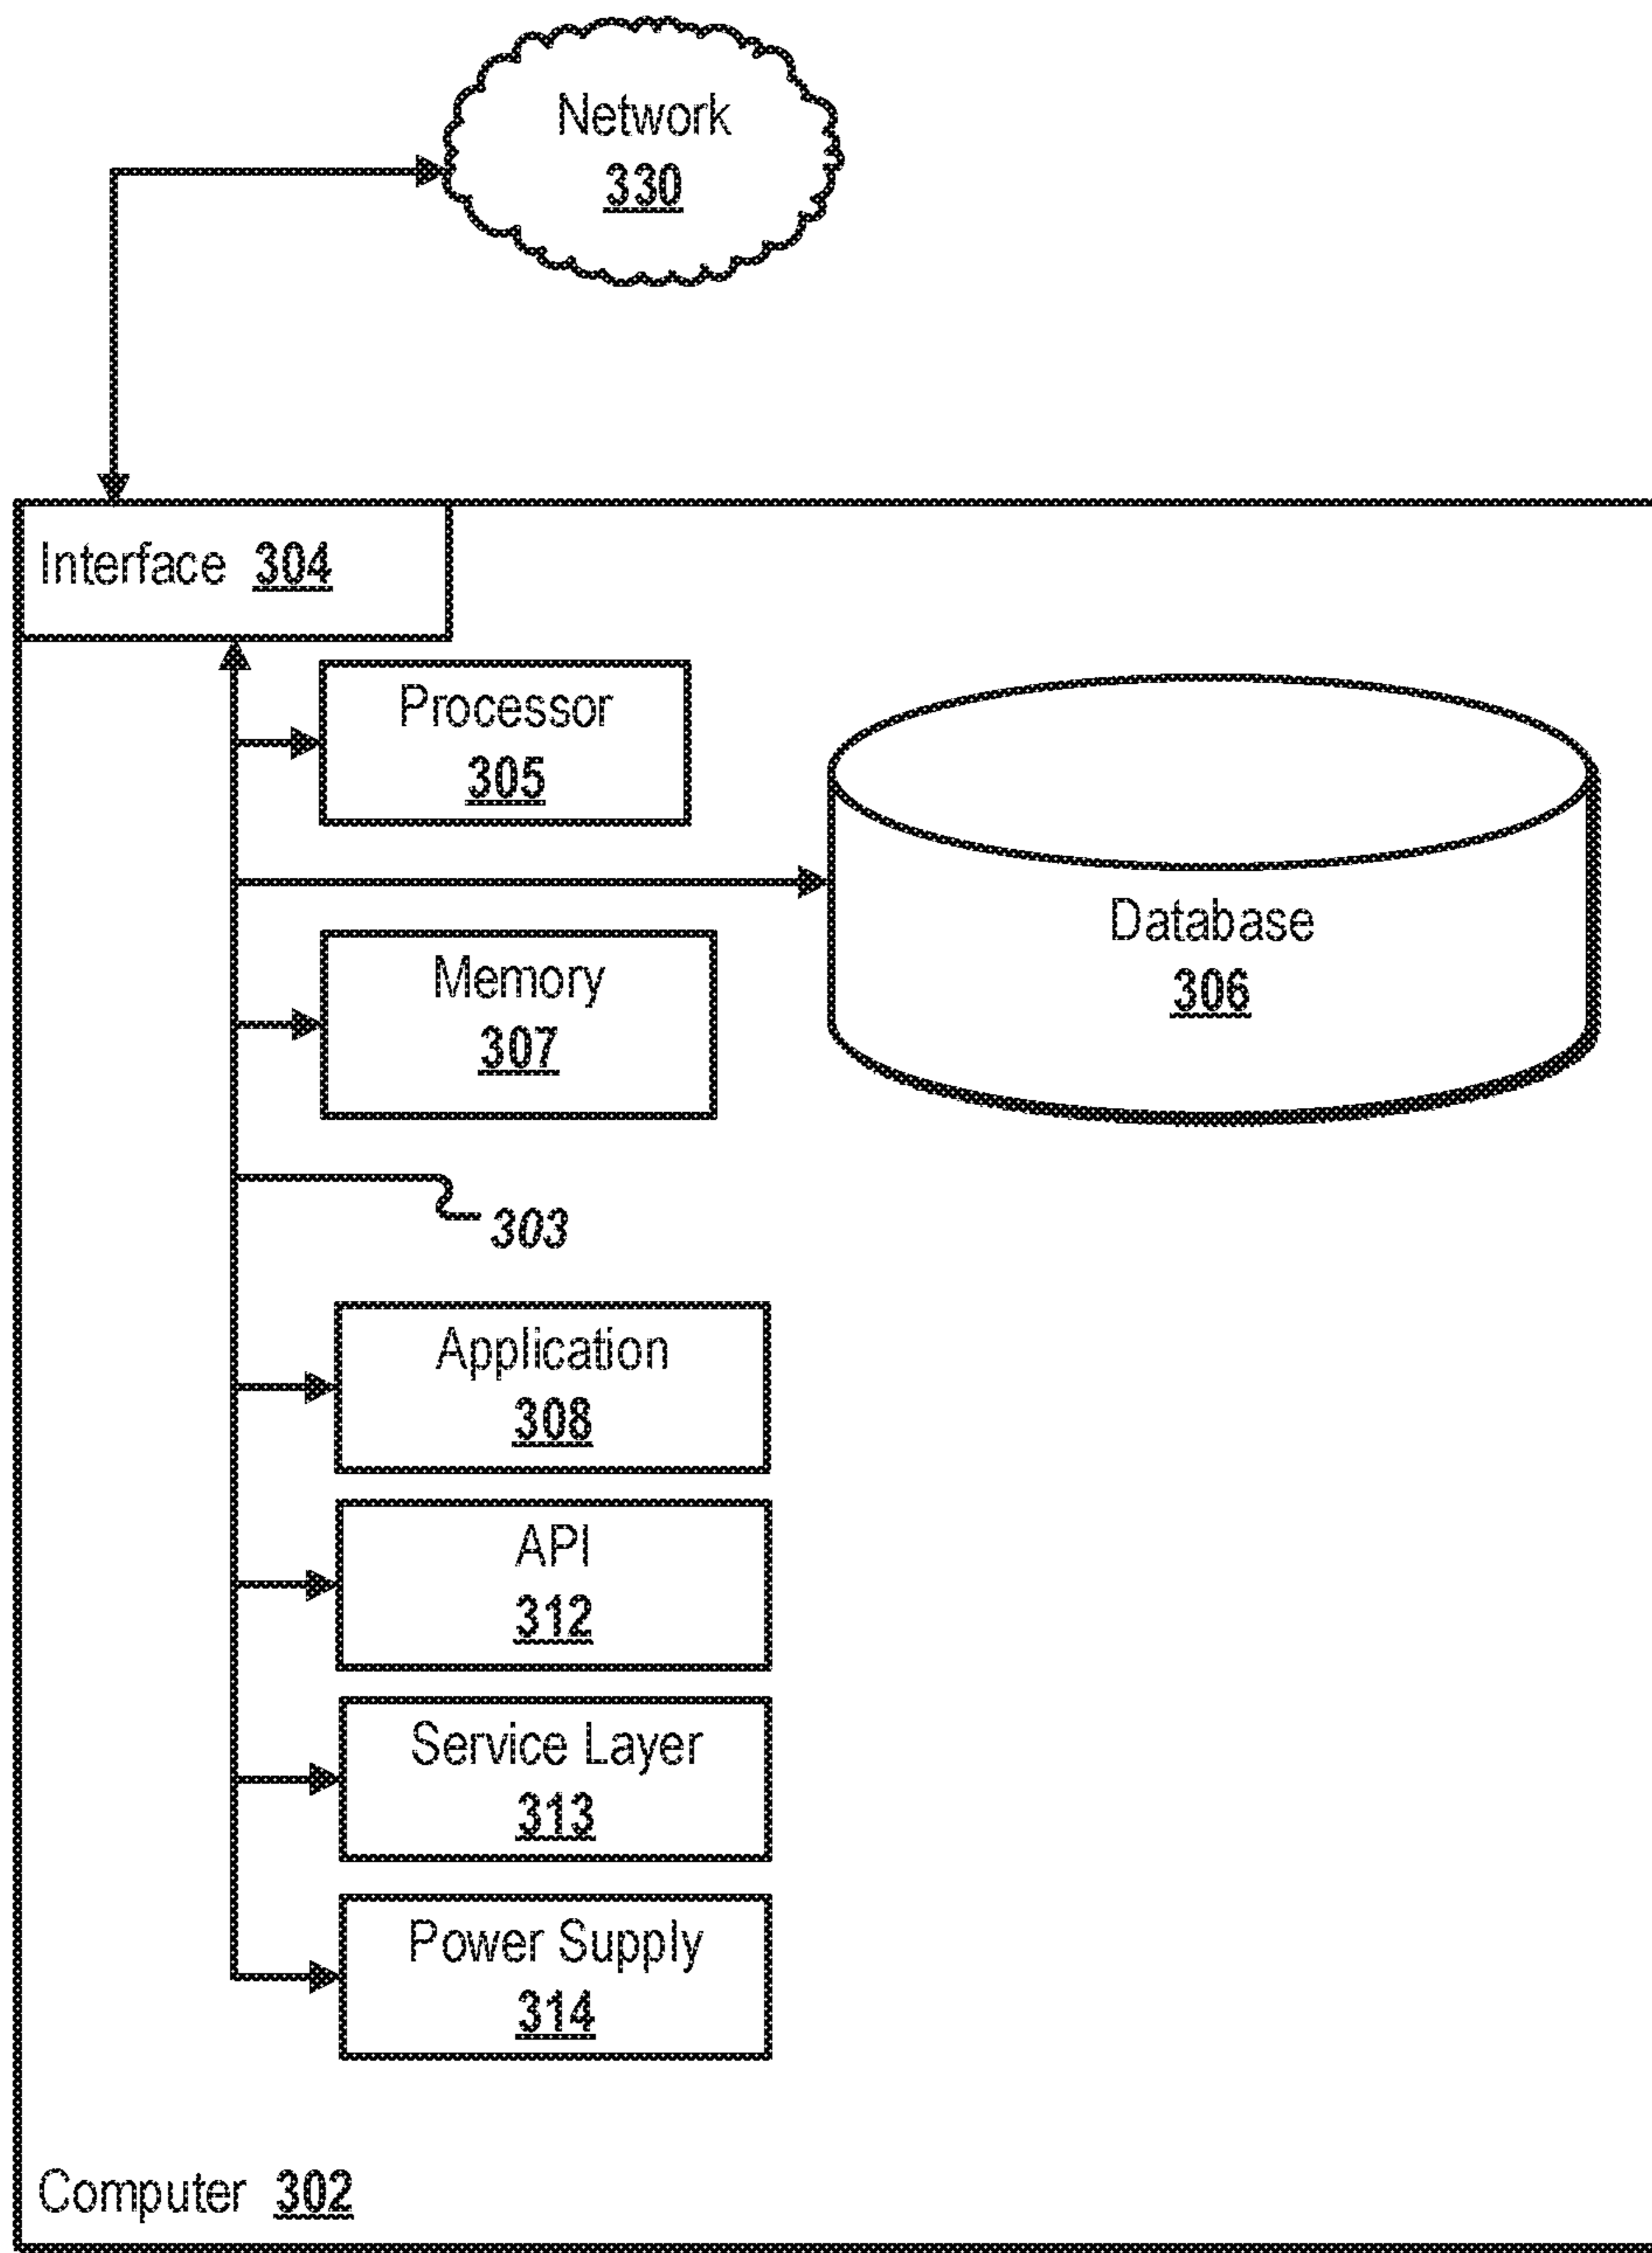 Network
330
Interface 304
Processor
305
Database
306
Memory
307
303
Application
308
API
312
Service Layer
313
Power Supply
314
Computer 302